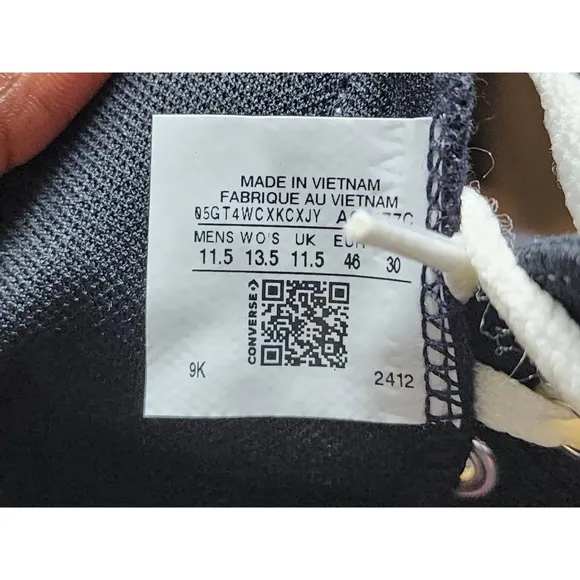 MADE IN VIETNAM
FABRIQUE AU VIETNAM
05GT4WCXKCXJY
MENS WO'S UK
11.5 13.5 11.5 46 30
CONVERSE
9K
2412